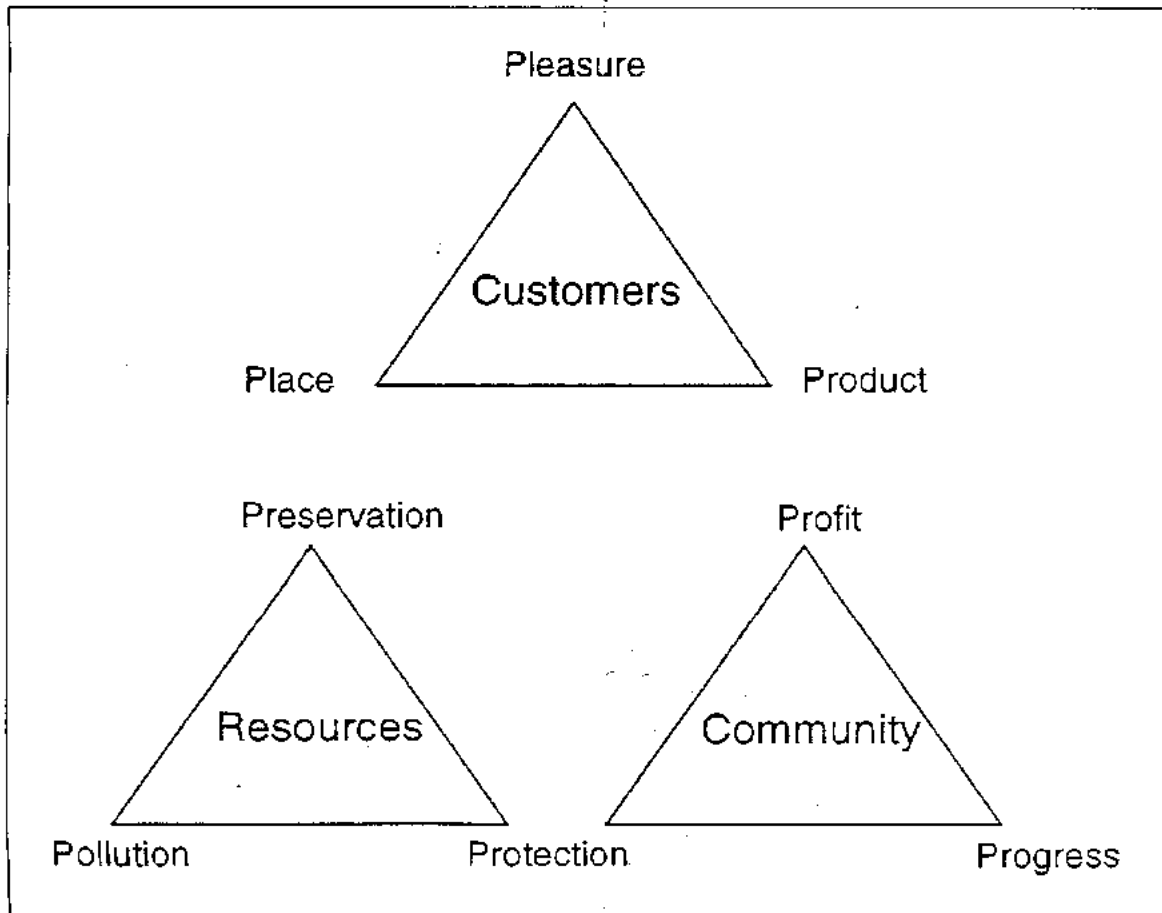 Pleasure
Customers
Place
Product
Preservation
Profit
Resources
Community
Pollution
Protection
Progress